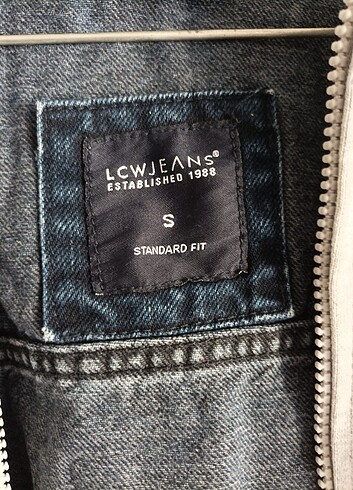 LCWJEANS®
ESTABLISHED 1988
S
STANDARD FIT